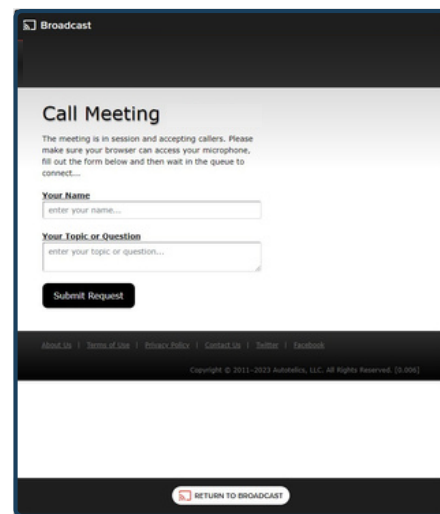 Broadcast
Call Meeting
The meeting is in session and accepting callers. Please
make sure your browser can access your microphone,
fill out the form below and then wait in the queue to
connect...
Your Name
enter your name...
Your Topic or Question
enter your topic or question...
Submit Request
About Us | Terms of Use | Privacy Policy | Contact Us | Twitter | Facebook
Copyright © 2011-2023 Autotelics, LLC. All Rights Reserved. [0.006]
RETURN TO BROADCAST